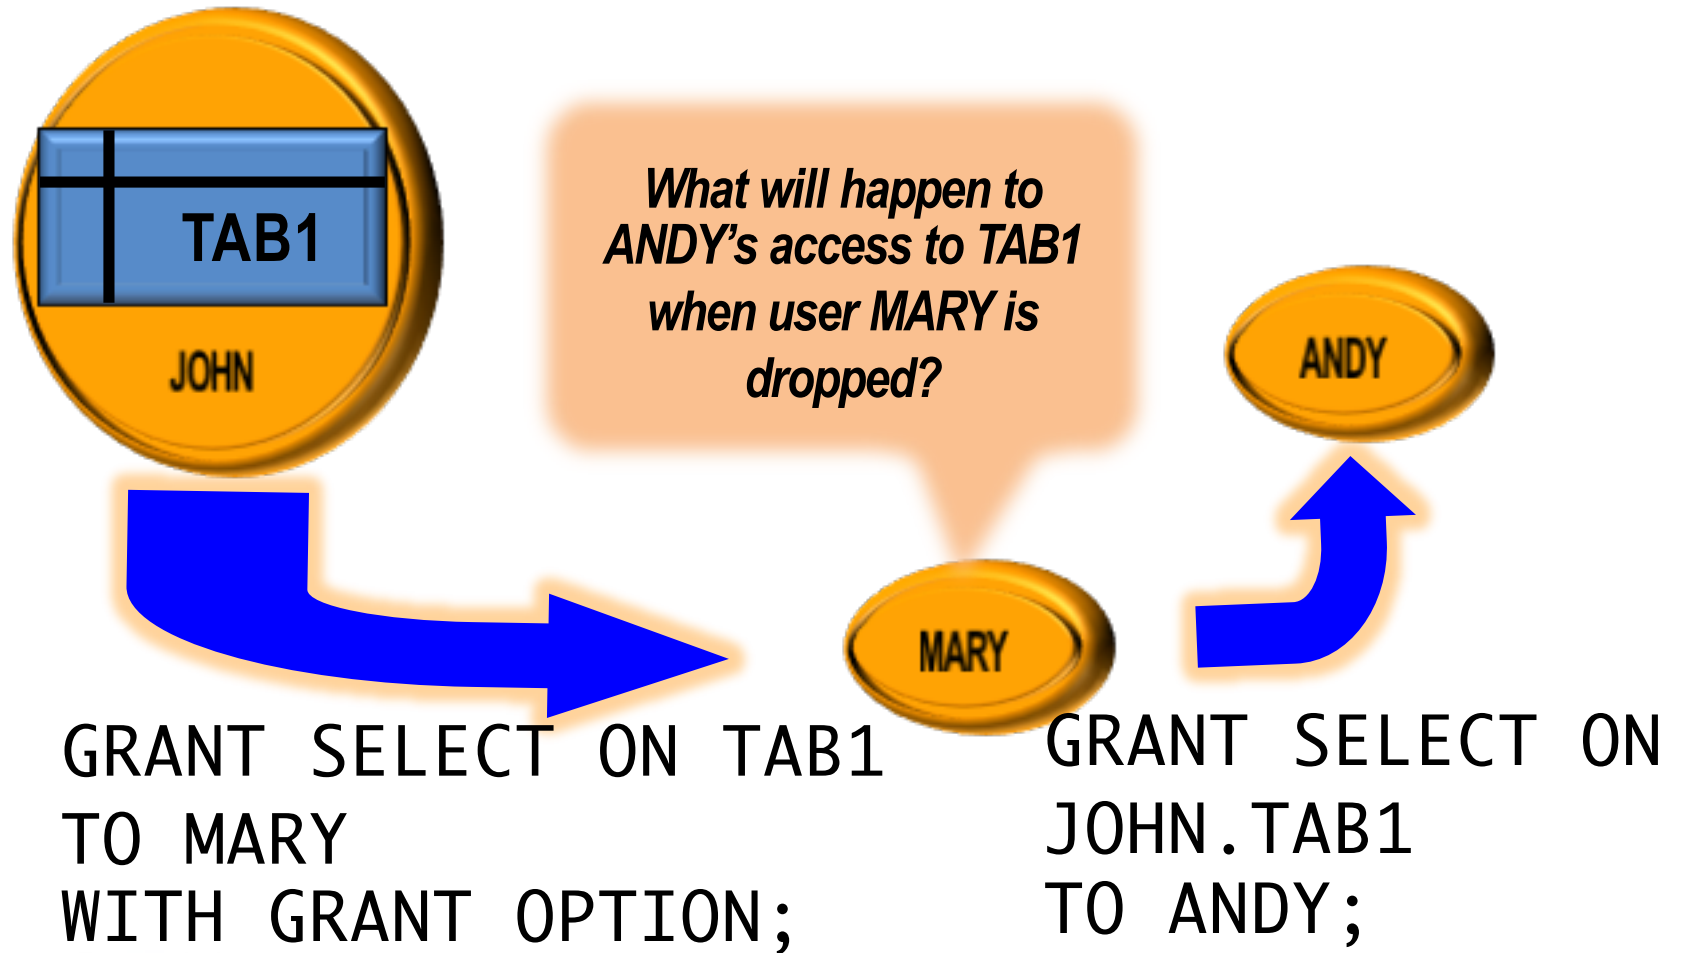 TAB1
JOHN
What will happen to
ANDY’s access to TAB1
when user MARY is
dropped?
ANDY
MARY
GRANT SELECT ON TAB1
TO MARY
WITH GRANT OPTION;
GRANT SELECT ON
JOHN.TAB1
TO ANDY;